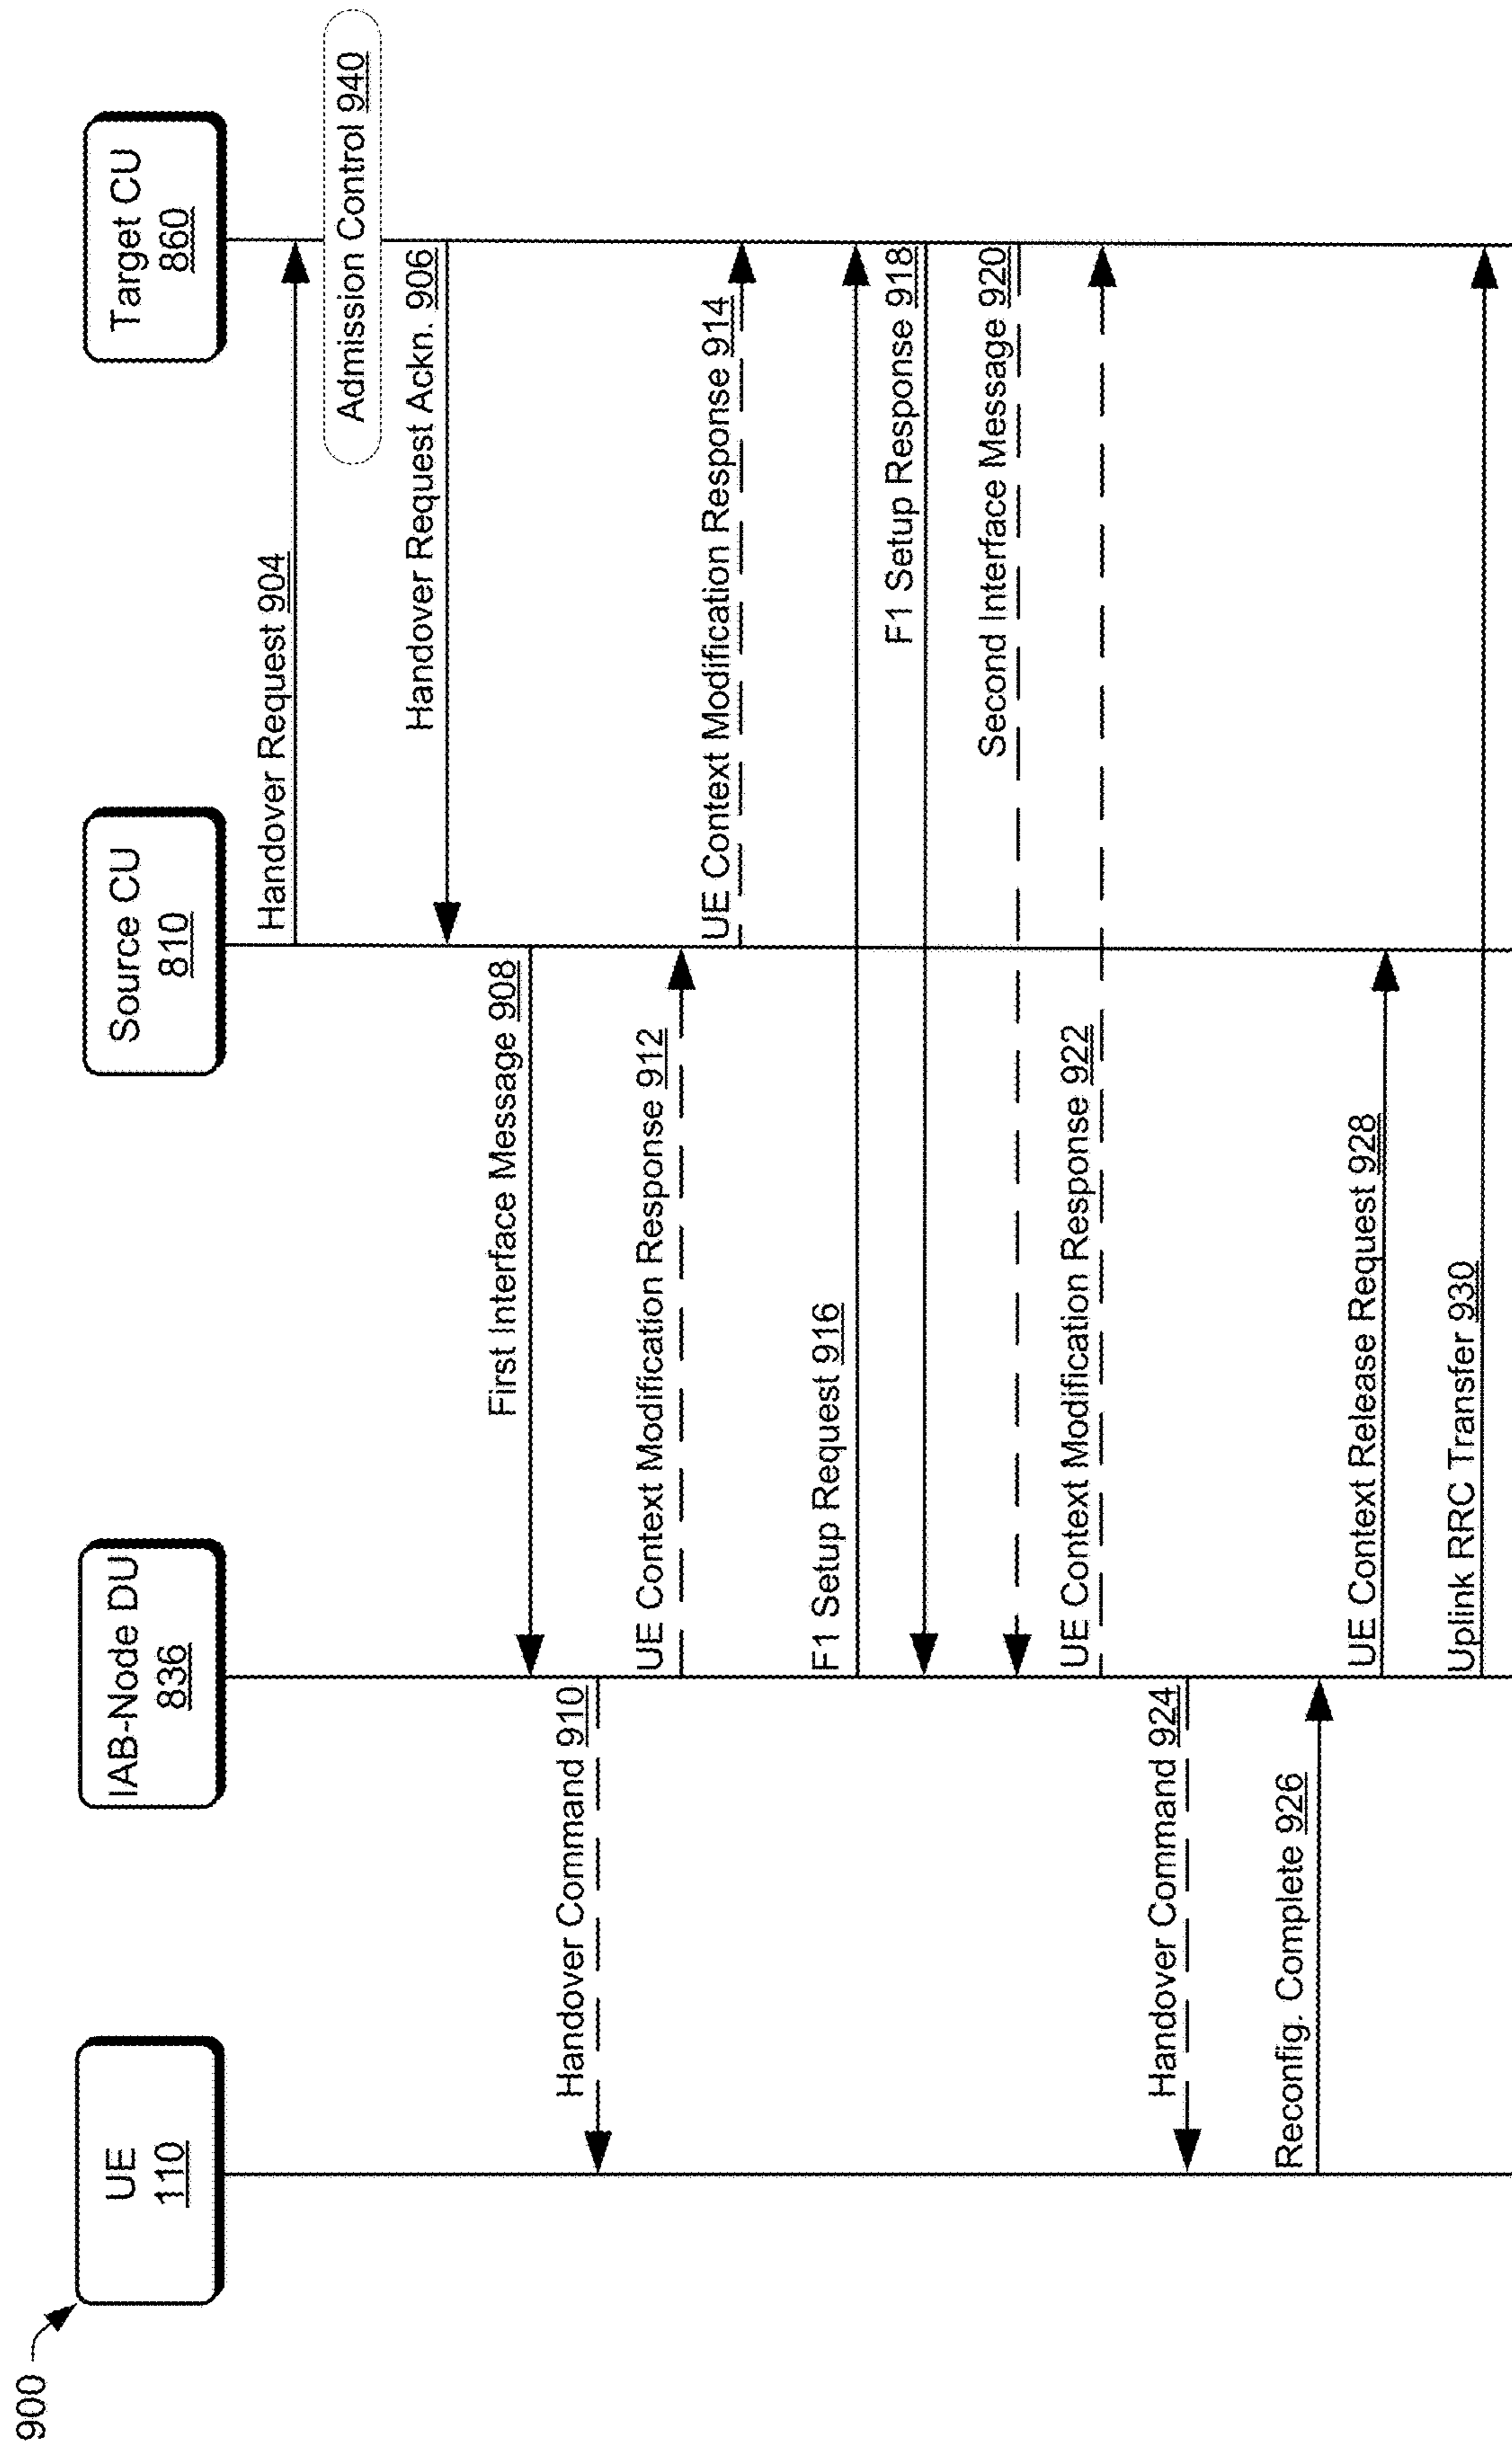 900
UE
110
IAB-Node DU
836
Source CU
810
Target CU
860
Handover Request 904
Admission Control 940
Handover Request Ackn. 906
First Interface Message 908
Handover Command 910
UE Context Modification Response 912
UE Context Modification Response 914
F1 Setup Request 916
F1 Setup Response 918
Second Interface Message 920
UE Context Modification Response 922
Handover Command 924
Reconfig. Complete 926
UE Context Release Request 928
Uplink RRC Transfer 930